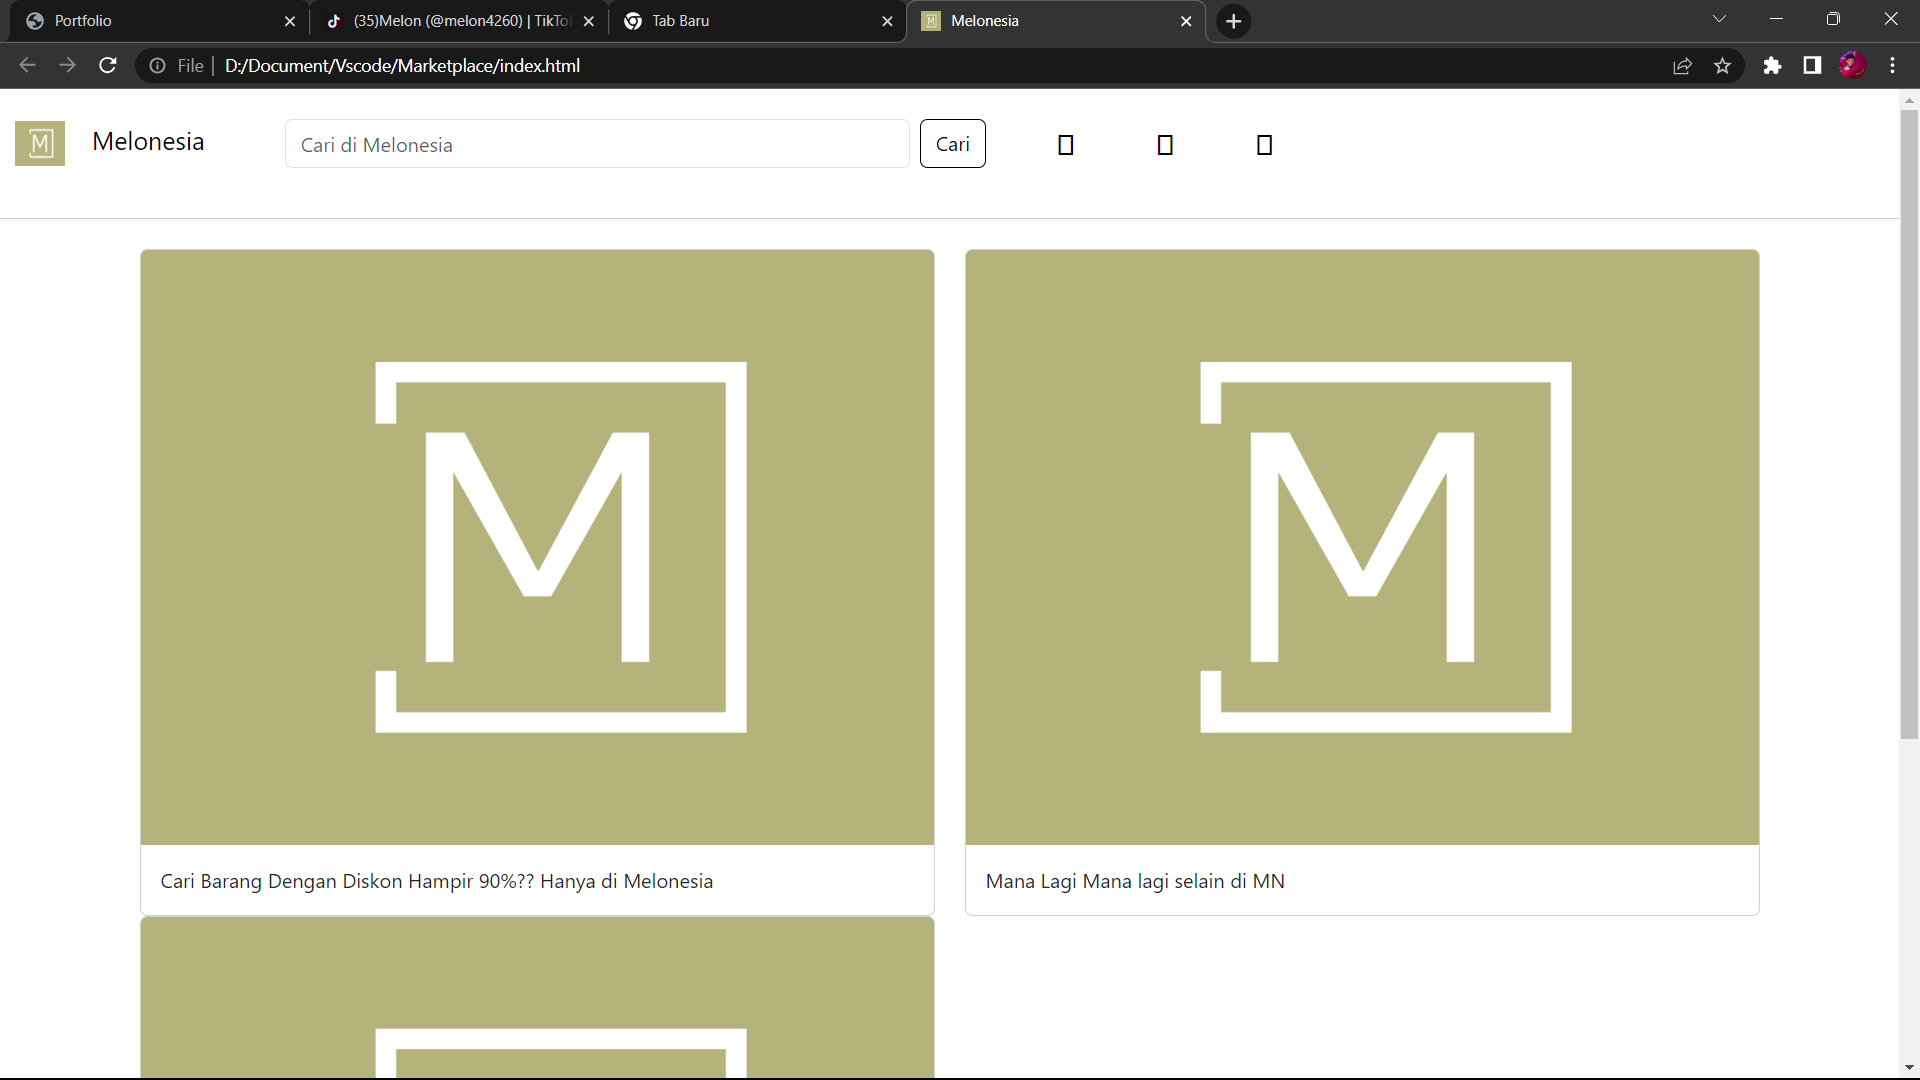 Portfolio
(35)Melon (@melon4260) | TikTo
Tab Baru
Melonesia
File | D:/Document/Vscode/Marketplace/index.html
M
Melonesia
Cari di Melonesia
Cari
M
M
Cari Barang Dengan Diskon Hampir 90%?? Hanya di Melonesia
Mana Lagi Mana lagi selain di MN